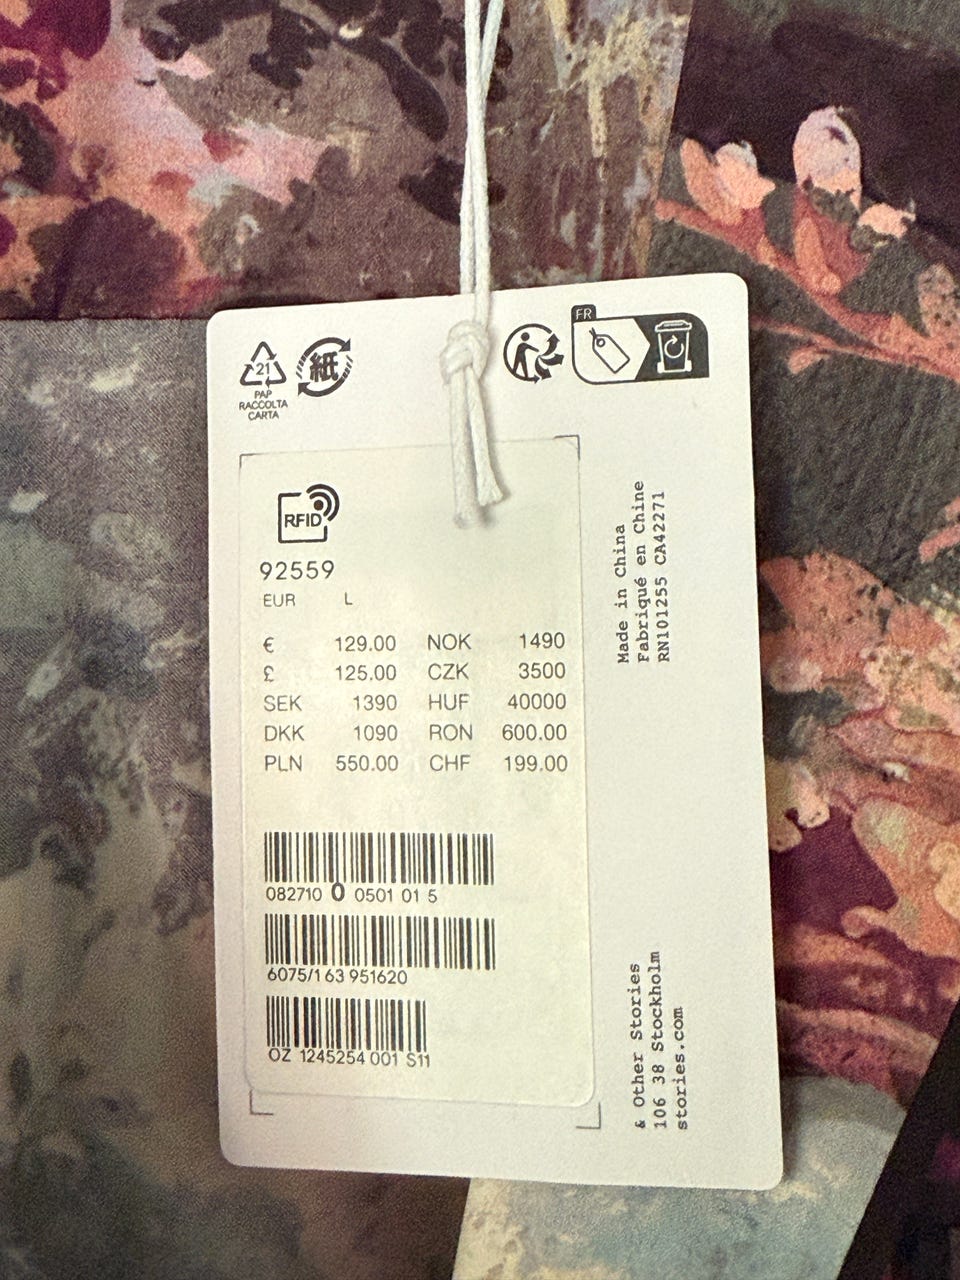 21
PAP
RACCOLTA
CARTA
紙
FR
RFID
92559
EUR L
€ 129.00 NOK 1490
£ 125.00 CZK 3500
SEK 1390 HUF 40000
DKK 1090 RON 600.00
PLN 550.00 CHF 199.00
082710 0 0501 01 5
6075/1 63 951620
OZ 1245254 001 S11
Made in China
Fabriqué en Chine
RN101255 CA42271
& Other Stories
106 38 Stockholm
stories.com